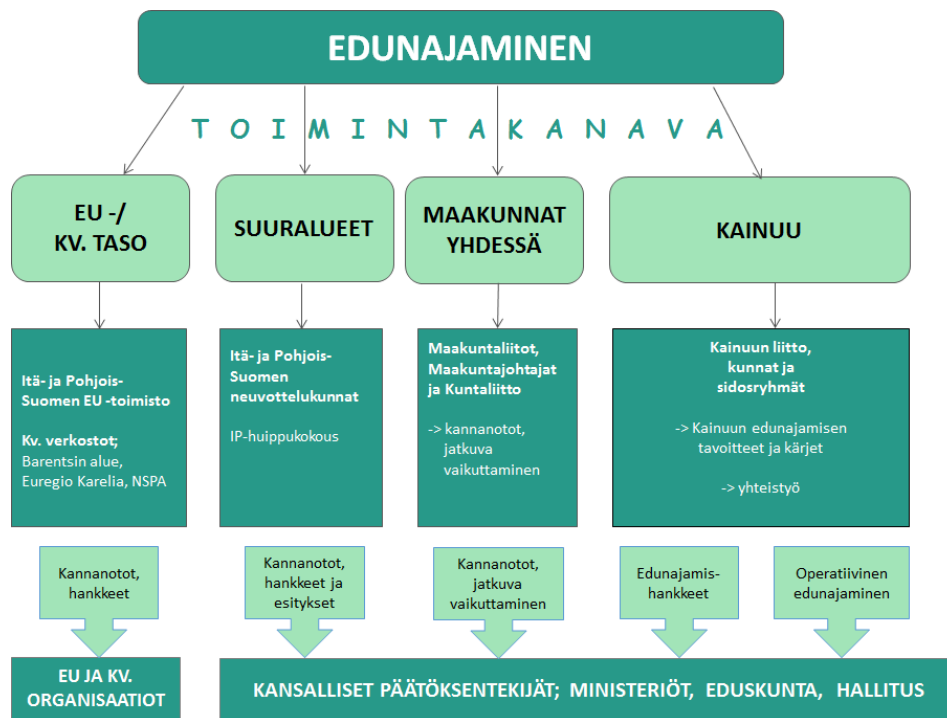 EDUNAJAMINEN
TOIMINTAKANAVA
EU -/
KV. TASO
SUURALUEET
MAAKUNNAT
YHDESSÄ
KAINUU
Itä- ja Pohjois-
Suomen EU -toimisto
Kv. verkostot;
Barentsin alue,
Euregio Karelia, NSPA
Itä- ja Pohjois-
Suomen
neuvottelukunnat
IP-huippukokous
Maakuntaliitot,
Maakuntajohtajat
ja Kuntaliitto
-> kannanotot,
jatkuva
vaikuttaminen
Kainuun liitto,
kunnat ja
sidosryhmät
-> Kainuun edunajamisen
tavoitteet ja kärjet
-> yhteistyö
Kannanotot,
hankkeet
Kannanotot,
hankkeet ja
esitykset
Kannanotot,
jatkuva
vaikuttaminen
Edunajamis-
hankkeet
Operatiivinen
edunajaminen
EU JA KV.
ORGANISAATIOT
KANSALLISET PÄÄTÖKSENTEKIJÄT; MINISTERIÖT, EDUSKUNTA, HALLITUS